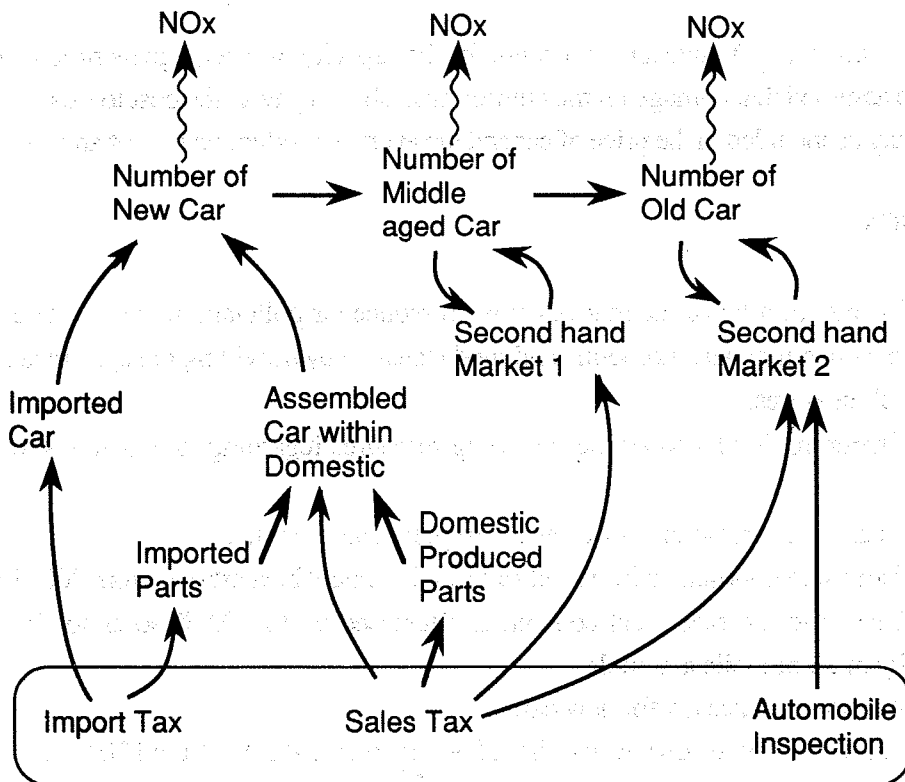 NOx
NOx
NOx
Number of
New Car
Number of
Middle
aged Car
Number of
Old Car
Second hand
Market 1
Second hand
Market 2
Imported
Car
Assembled
Car within
Domestic
Imported
Parts
Domestic
Produced
Parts
Import Tax
Sales Tax
Automobile
Inspection